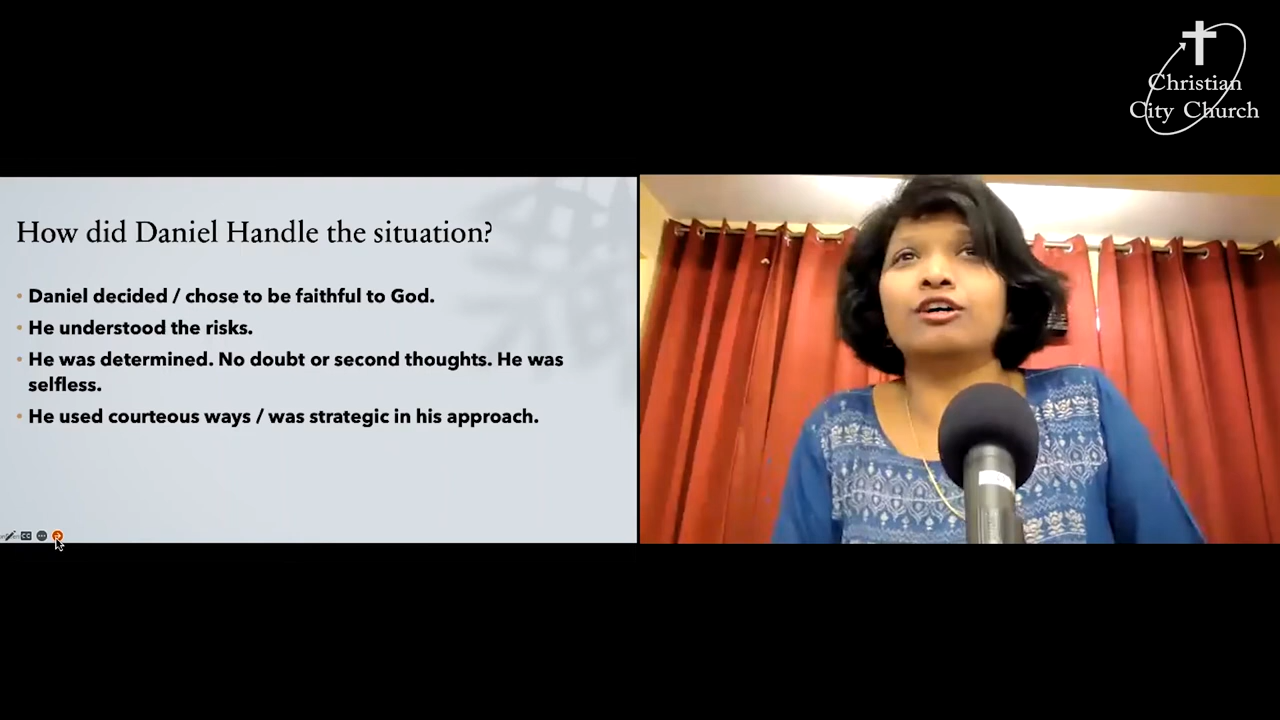 Christian
City Church
How did Daniel Handle the situation?
• Daniel decided / chose to be faithful to God.
• He understood the risks.
• He was determined. No doubt or second thoughts. He was
selfless.
• He used courteous ways / was strategic in his approach.
CC